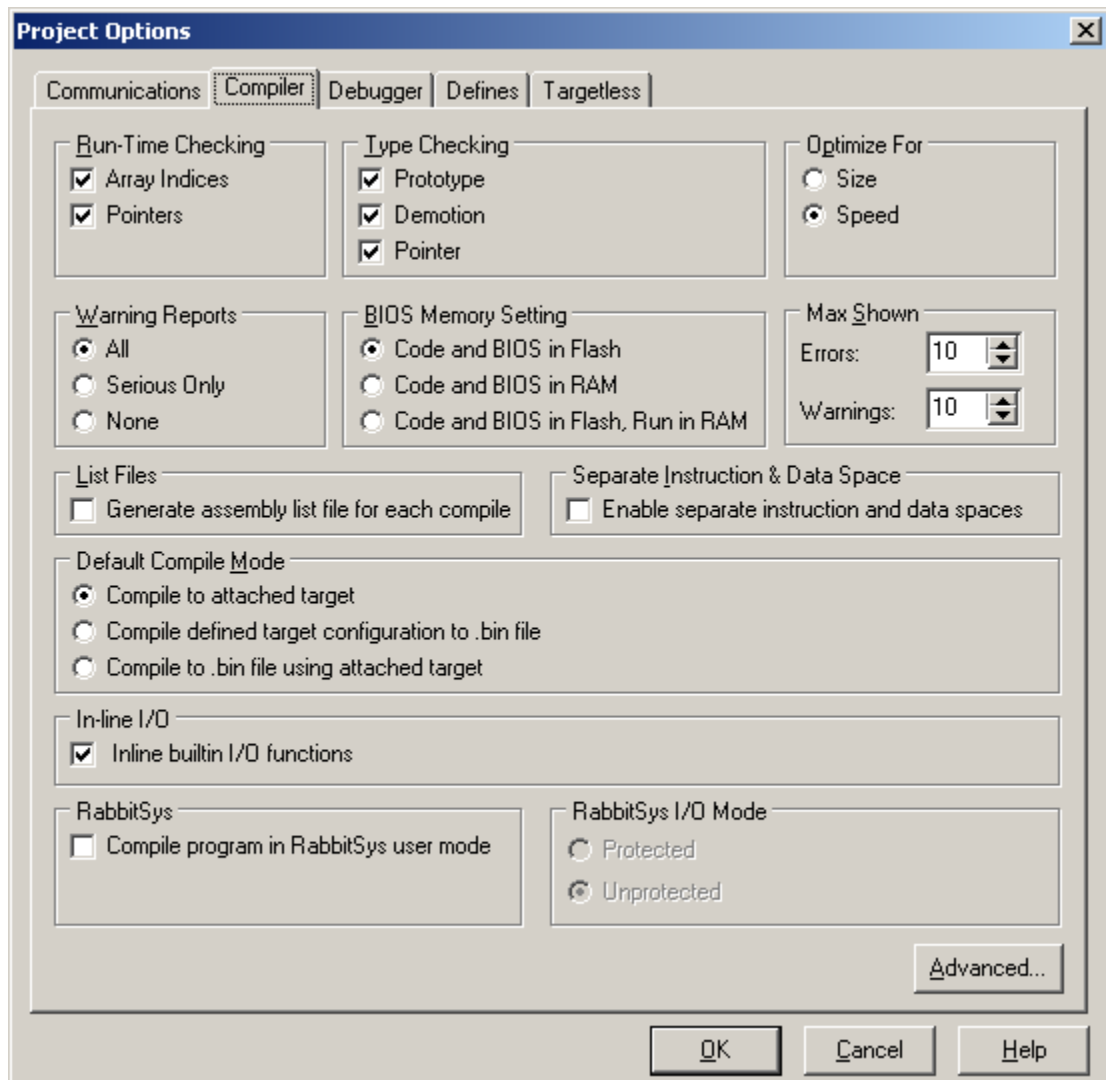 Project Options
Communications Compiler Debugger Defines Targetless
Run-Time Checking
Array Indices
Pointers
Type Checking
Prototype
Demotion
Pointer
Optimize For
Size
Speed
Warning Reports
All
Serious Only
None
BIOS Memory Setting
Code and BIOS in Flash
Code and BIOS in RAM
Code and BIOS in Flash, Run in RAM
Max Shown
Errors: 10
Warnings: 10
List Files
Generate assembly list file for each compile
Separate Instruction & Data Space
Enable separate instruction and data spaces
Default Compile Mode
Compile to attached target
Compile defined target configuration to .bin file
Compile to .bin file using attached target
In-line I/O
Inline builtin I/O functions
RabbitSys
Compile program in RabbitSys user mode
RabbitSys I/O Mode
Protected
Unprotected
Advanced...
OK Cancel Help